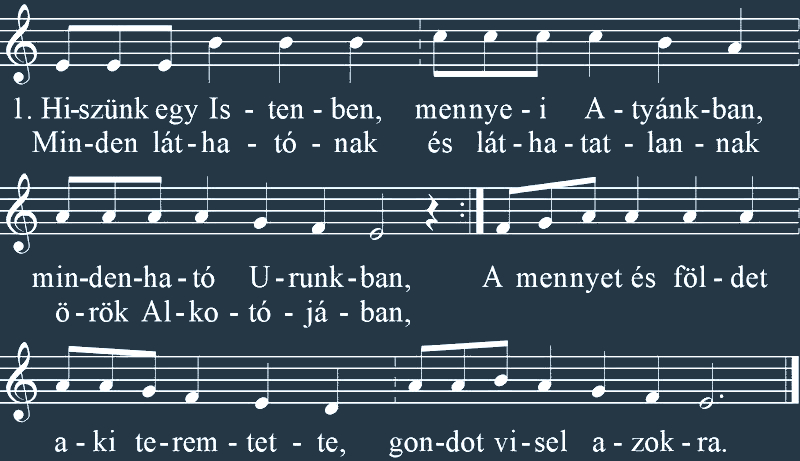 1. Hi-szünk egy Is - ten - ben, mennye - i A - tyánk-ban,
Min-den lát-ha - tó - nak és lát-ha-tat - lan - nak
min-den-ha-tó U-runk-ban, A mennyet és föl-det
ö-rök Al-ko-tó-já-ban,
a-ki te-rem-tet-te, gon-dot vi-sel a-zok-ra.